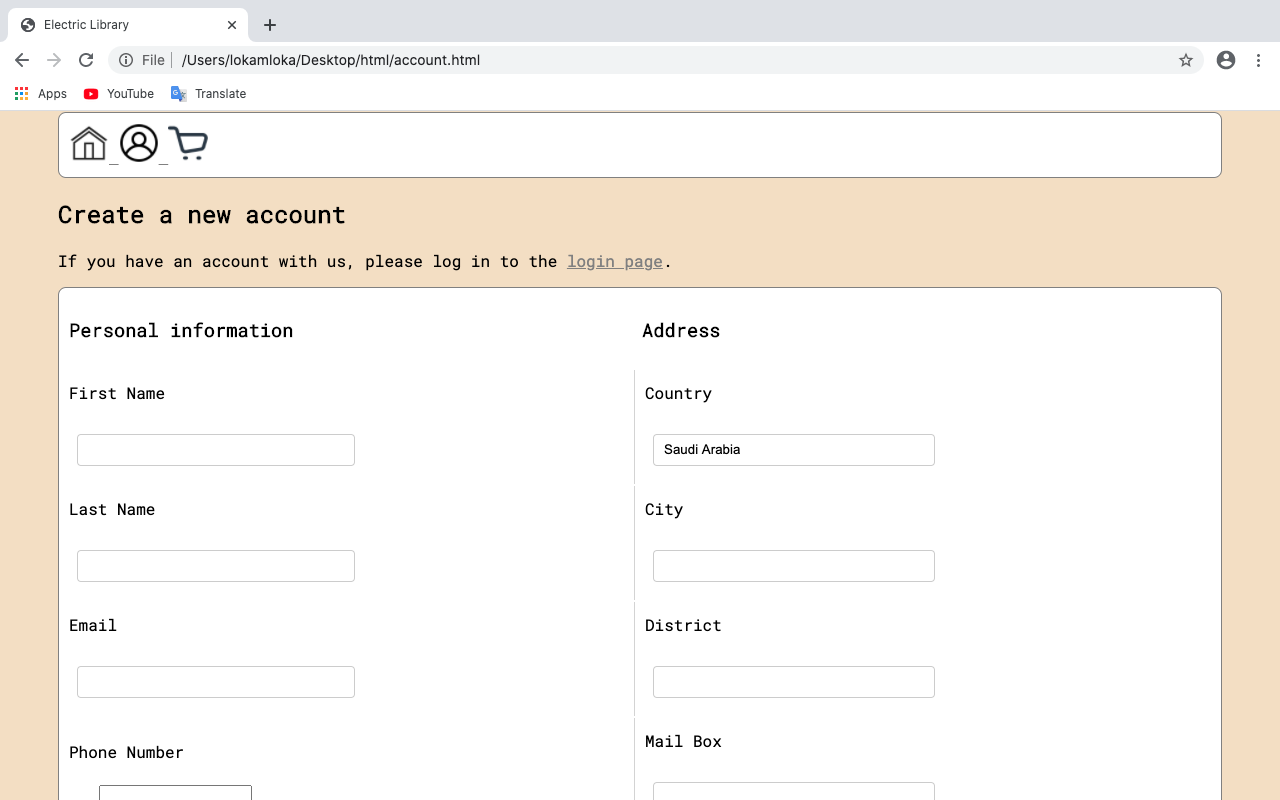 Electric Library
File
/Users/lokamloka/Desktop/html/account.html
Apps
YouTube
Translate
Create a new account
If you have an account with us, please log in to the login page.
Personal information
Address
First Name
Country
Saudi Arabia
Last Name
City
Email
District
Phone Number
Mail Box